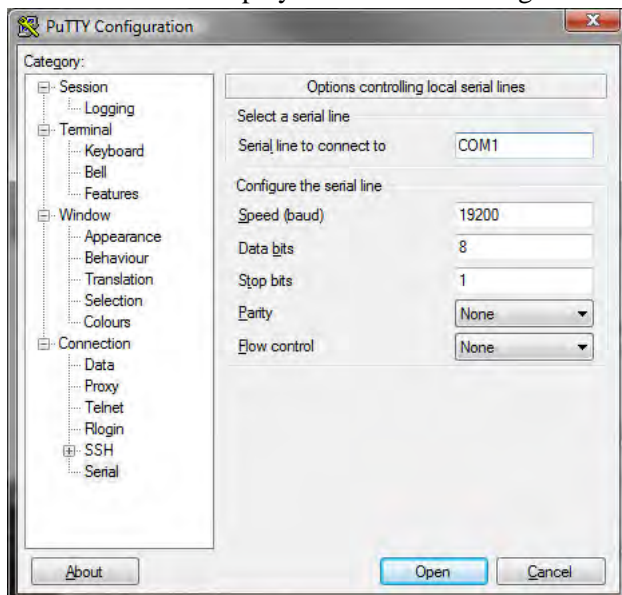 PuTTY Configuration
Category:
Session
Logging
Terminal
Keyboard
Bell
Features
Window
Appearance
Behaviour
Translation
Selection
Colours
Connection
Data
Proxy
Telnet
Rlogin
SSH
Serial
Options controlling local serial lines
Select a serial line
Serial line to connect to COM1
Configure the serial line
Speed (baud) 19200
Data bits 8
Stop bits 1
Parity None
Flow control None
About Open Cancel